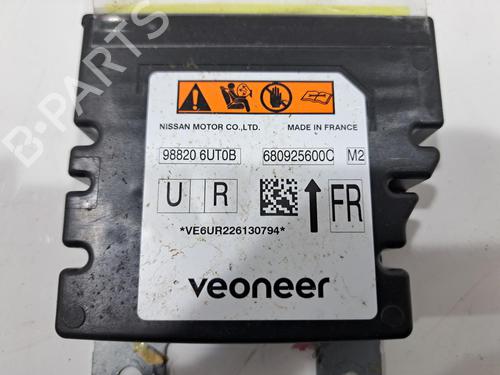 B-PARTS
NISSAN MOTOR CO.,LTD. MADE IN FRANCE
98820 6UT0B 680925600C M2
U R FR
*VE6UR226130794*
veoneer